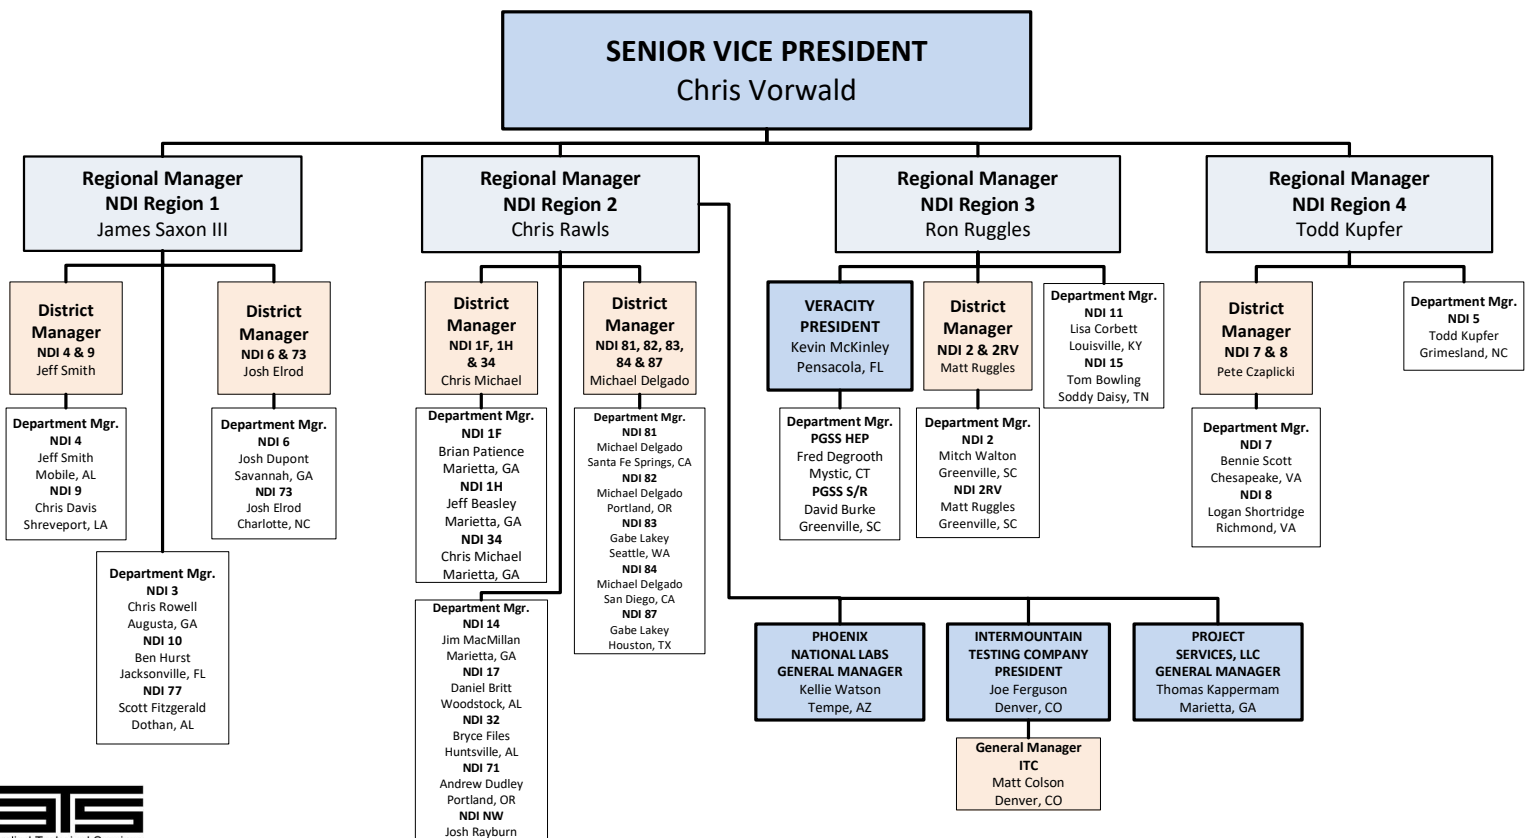 SENIOR VICE PRESIDENT
Chris Vorwald
Regional Manager
NDI Region 1
James Saxon III
Regional Manager
NDI Region 2
Chris Rawls
Regional Manager
NDI Region 3
Ron Ruggles
Regional Manager
NDI Region 4
Todd Kupfer
District
Manager
NDI 4 & 9
Jeff Smith
District
Manager
NDI 6 & 73
Josh Elrod
District
Manager
NDI 1F, 1H
& 34
Chris Michael
District
Manager
NDI 81, 82, 83,
84 & 87
Michael Delgado
VERACITY
PRESIDENT
Kevin McKinley
Pensacola, FL
District
Manager
NDI 2 & 2RV
Matt Ruggles
Department Mgr.
NDI 11
Lisa Corbett
Louisville, KY
NDI 15
Tom Bowling
Soddy Daisy, TN
District
Manager
NDI 7 & 8
Pete Czaplicki
Department Mgr.
NDI 5
Todd Kupfer
Grimesland, NC
Department Mgr.
NDI 4
Jeff Smith
Mobile, AL
NDI 9
Chris Davis
Shreveport, LA
Department Mgr.
NDI 6
Josh Dupont
Savannah, GA
NDI 73
Josh Elrod
Charlotte, NC
Department Mgr.
NDI 1F
Brian Patience
Marietta, GA
NDI 1H
Jeff Beasley
Marietta, GA
NDI 34
Chris Michael
Marietta, GA
Department Mgr.
NDI 81
Michael Delgado
Santa Fe Springs, CA
NDI 82
Michael Delgado
Portland, OR
NDI 83
Gabe Lakey
Seattle, WA
NDI 84
Michael Delgado
San Diego, CA
NDI 87
Gabe Lakey
Houston, TX
Department Mgr.
PGSS HEP
Fred Degrooth
Mystic, CT
PGSS S/R
David Burke
Greenville, SC
Department Mgr.
NDI 2
Mitch Walton
Greenville, SC
NDI 2RV
Matt Ruggles
Greenville, SC
Department Mgr.
NDI 7
Bennie Scott
Chesapeake, VA
NDI 8
Logan Shortridge
Richmond, VA
Department Mgr.
NDI 3
Chris Rowell
Augusta, GA
NDI 10
Ben Hurst
Jacksonville, FL
NDI 77
Scott Fitzgerald
Dothan, AL
Department Mgr.
NDI 14
Jim MacMillan
Marietta, GA
NDI 17
Daniel Britt
Woodstock, AL
NDI 32
Bryce Files
Huntsville, AL
NDI 71
Andrew Dudley
Portland, OR
NDI NW
Josh Rayburn
PHOENIX
NATIONAL LABS
GENERAL MANAGER
Kellie Watson
Tempe, AZ
INTERMOUNTAIN
TESTING COMPANY
PRESIDENT
Joe Ferguson
Denver, CO
PROJECT
SERVICES, LLC
GENERAL MANAGER
Thomas Kappermam
Marietta, GA
General Manager
ITC
Matt Colson
Denver, CO